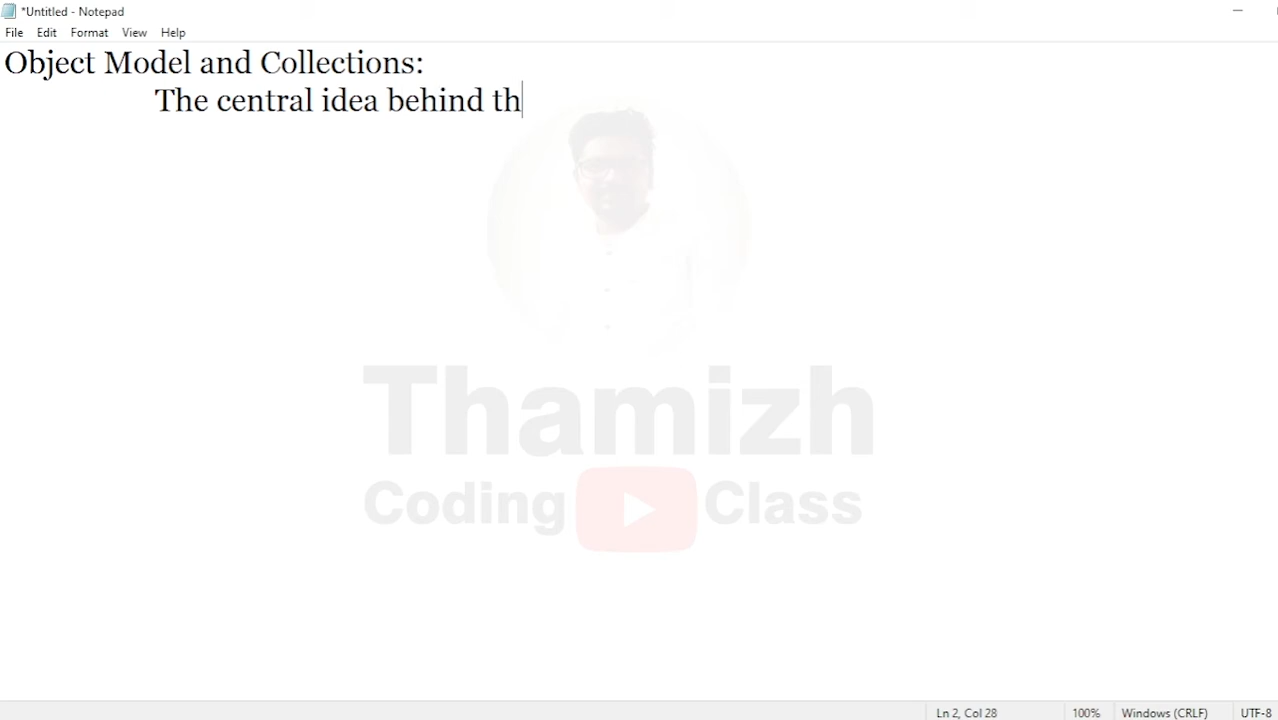 *Untitled - Notepad
File Edit Format View Help
Object Model and Collections:
The central idea behind th
Thamizh
Coding Class
Ln 2, Col 28 100% Windows (CRLF) UTF-8